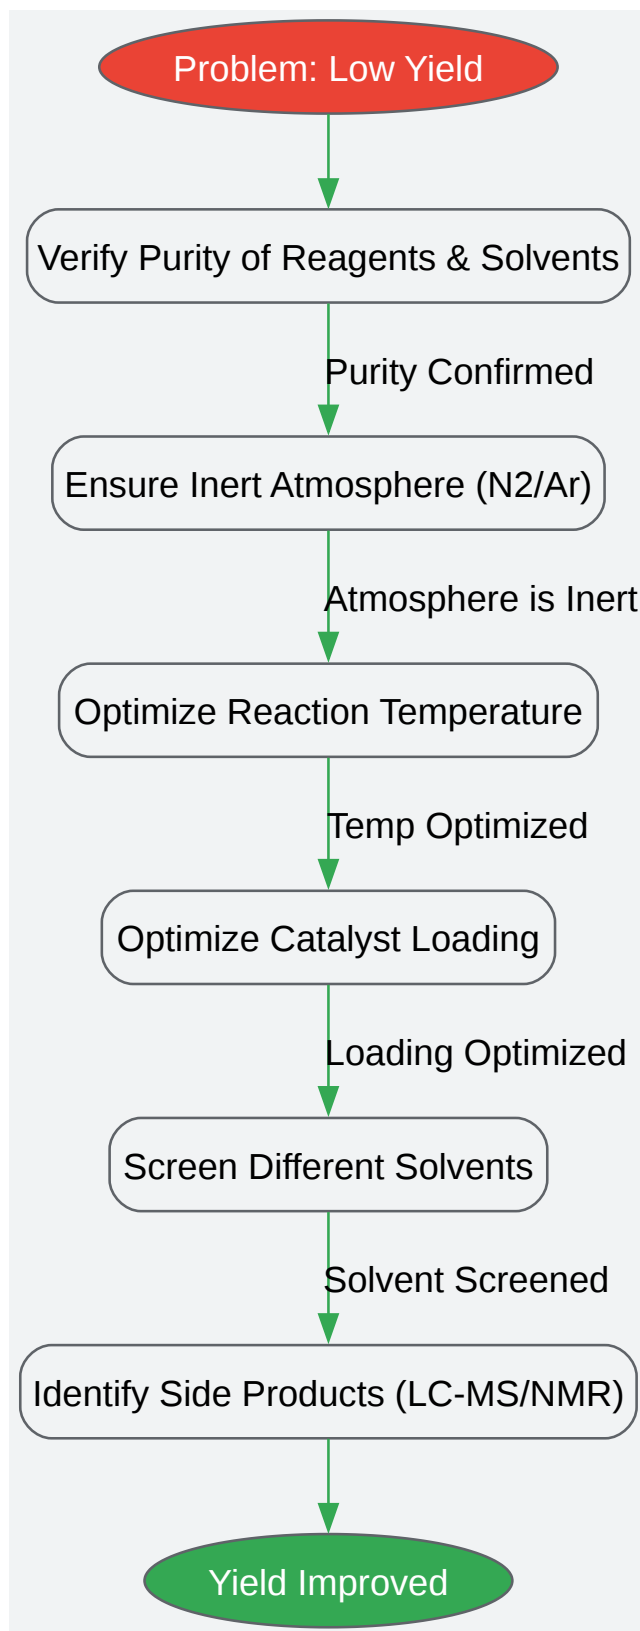 Problem: Low Yield
Verify Purity of Reagents & Solvents
Purity Confirmed
Ensure Inert Atmosphere (N2/Ar)
Atmosphere is Inert
Optimize Reaction Temperature
Temp Optimized
Optimize Catalyst Loading
Loading Optimized
Screen Different Solvents
Solvent Screened
Identify Side Products (LC-MS/NMR)
Yield Improved